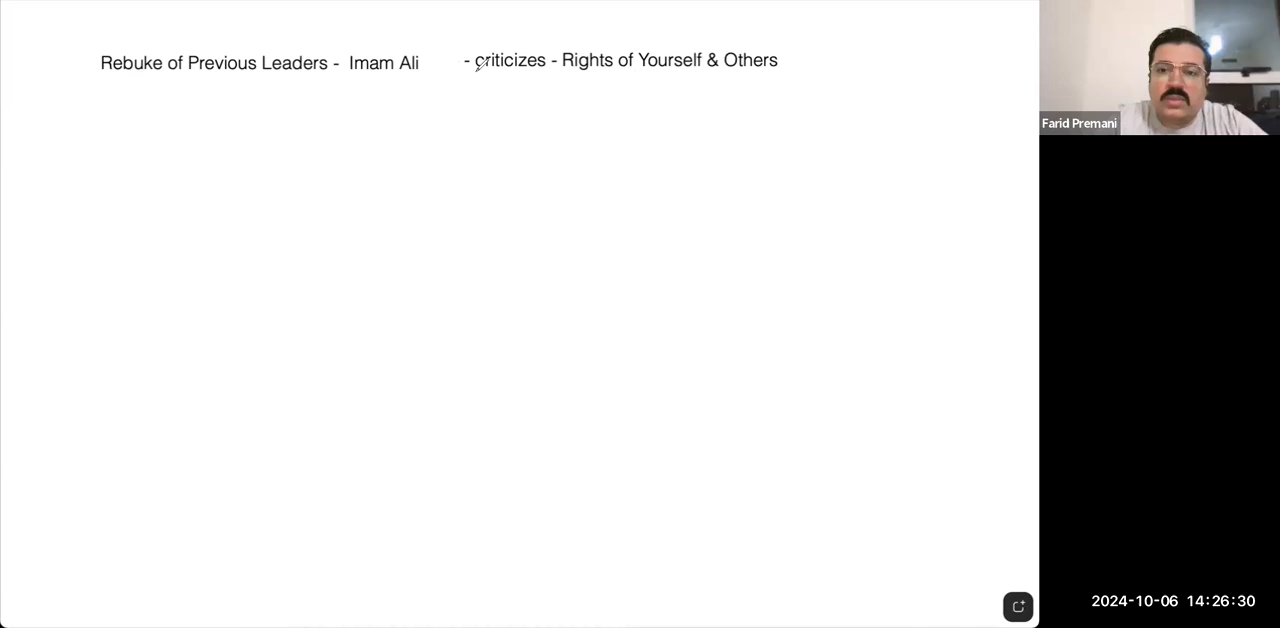 Rebuke of Previous Leaders -  Imam Ali - criticizes - Rights of Yourself & Others
Farid Premani
2024-10-06 14:26:30